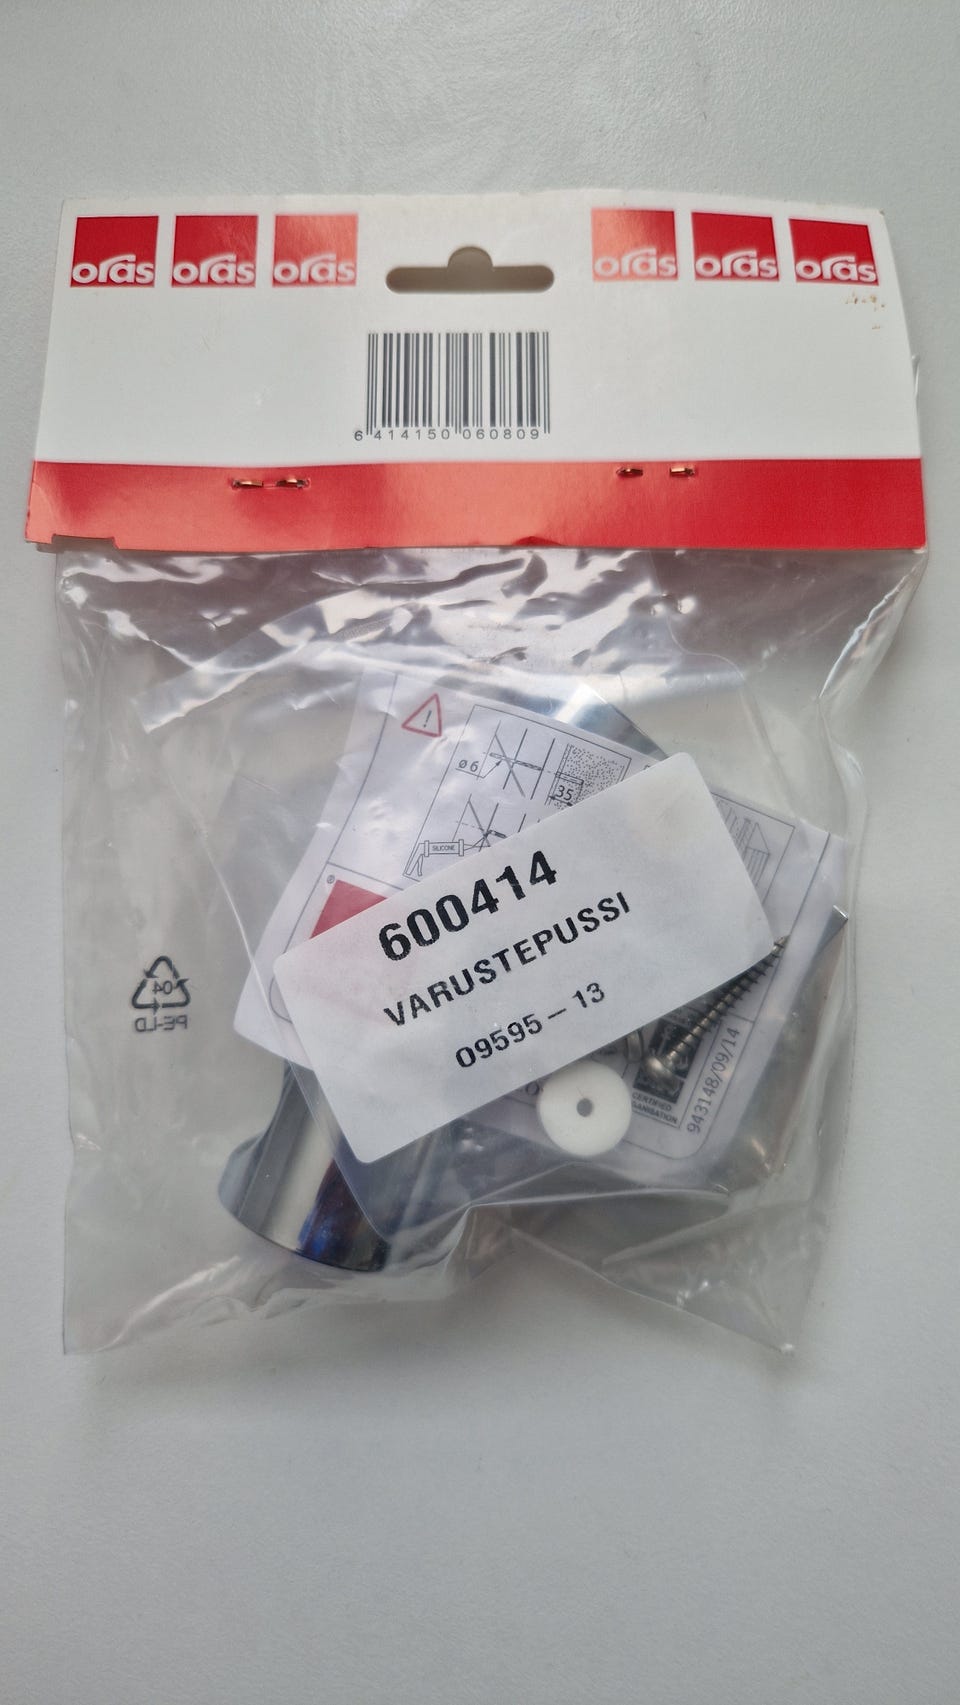 oras oras oras oras oras oras
6 414150 060809
ø 6
35
SILICONE
®
600414
VARUSTEPUSSI
09595 – 13
04
PE-LD
CERTIFIED
943148/09/14